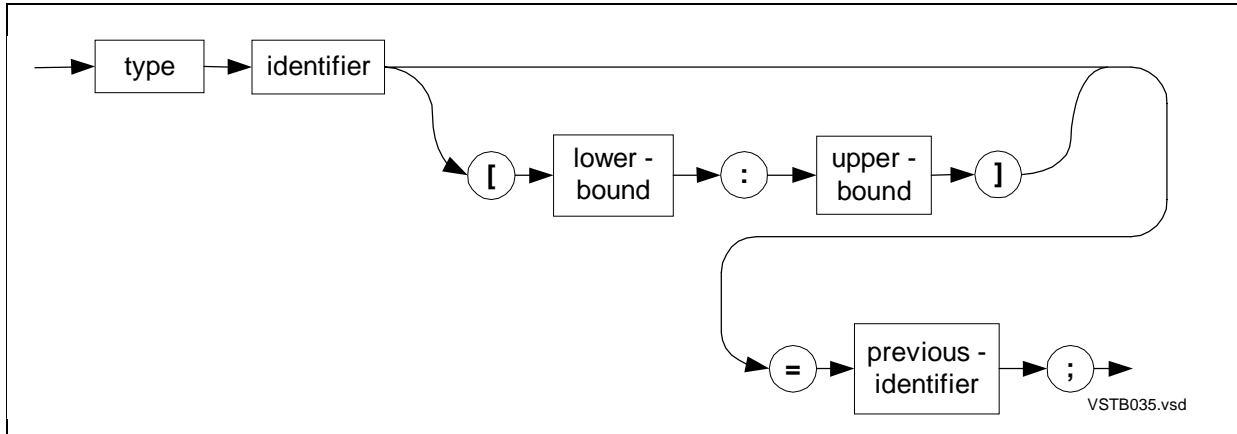 type
identifier
[
lower -
bound
:
upper -
bound
]
=
previous -
identifier
;
VSTB035.vsd